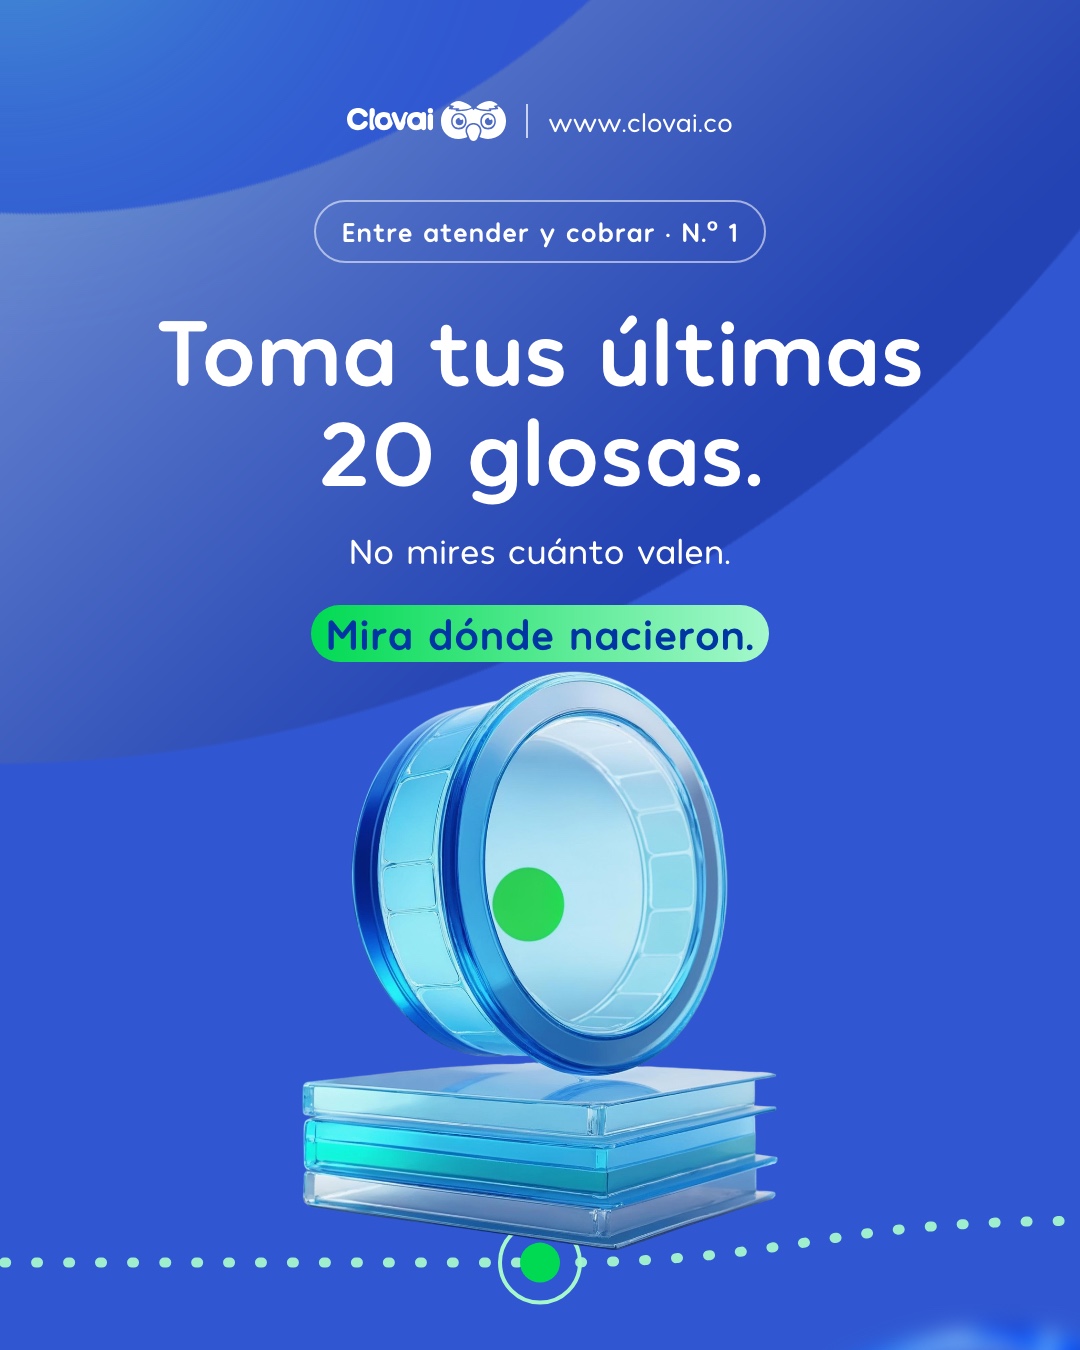 Clovai | www.clovai.co
Entre atender y cobrar · N.º 1
Toma tus últimas
20 glosas.
No mires cuánto valen.
Mira dónde nacieron.